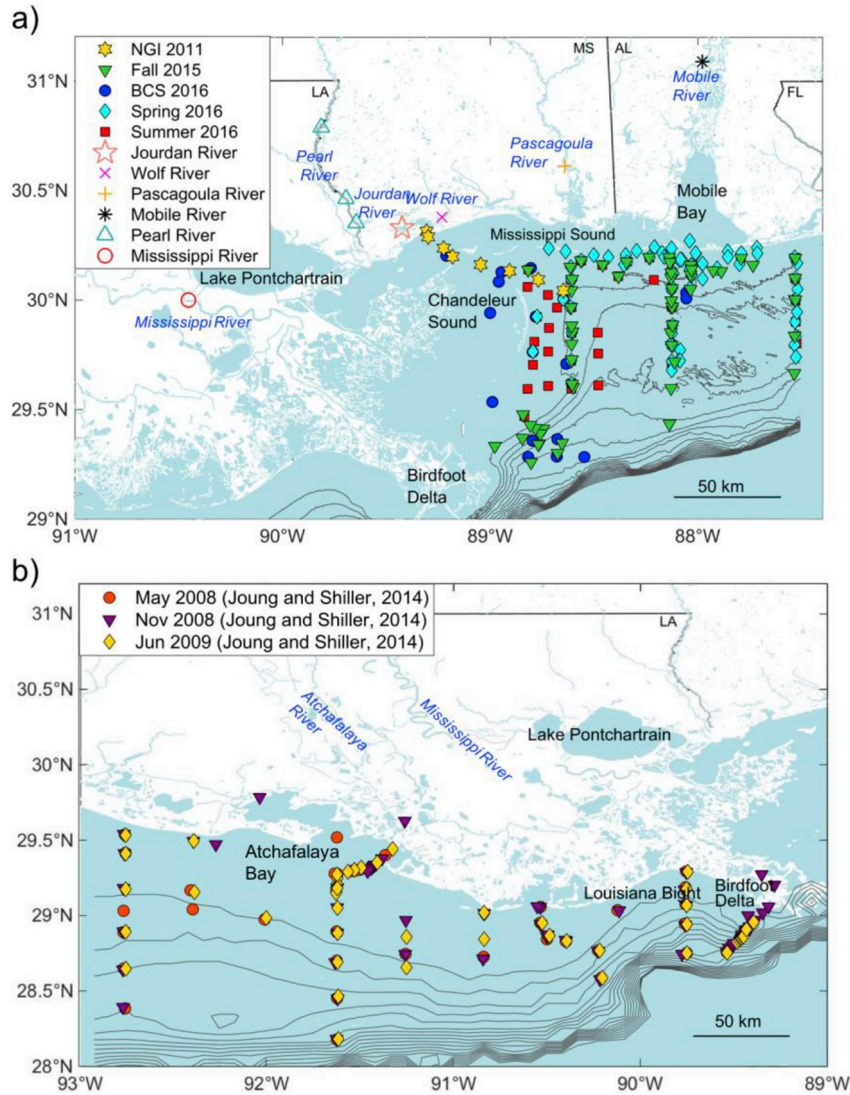 a)
NGI 2011
Fall 2015
BCS 2016
Spring 2016
Summer 2016
Jourdan River
Wolf River
Pascagoula River
Mobile River
Pearl River
Mississippi River
31°N
30.5°N
30°N
29.5°N
29°N
91°W
90°W
89°W
88°W
LA
MS
AL
FL
Mobile
River
Pascagoula
River
Pearl
River
Jourdan
River
Wolf River
Mobile
Bay
Mississippi Sound
Lake Pontchartrain
Chandeleur
Sound
Mississippi River
Birdfoot
Delta
50 km
b)
May 2008 (Joung and Shiller, 2014)
Nov 2008 (Joung and Shiller, 2014)
Jun 2009 (Joung and Shiller, 2014)
31°N
30.5°N
30°N
29.5°N
29°N
28.5°N
28°N
93°W
92°W
91°W
90°W
89°W
LA
Atchafalaya
River
Mississippi River
Lake Pontchartrain
Atchafalaya
Bay
Louisiana Bight
Birdfoot
Delta
50 km